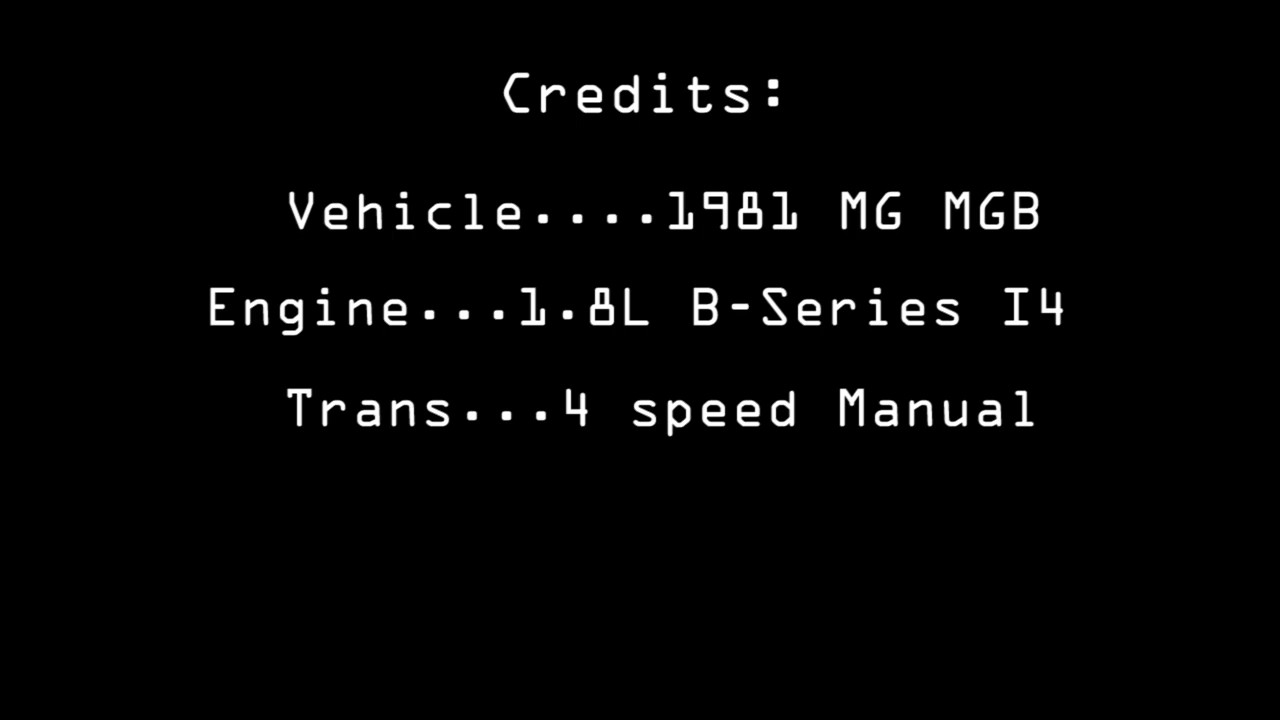 Credits:
Vehicle....1981 MG MGB
Engine...1.8L B-Series I4
Trans...4 speed Manual